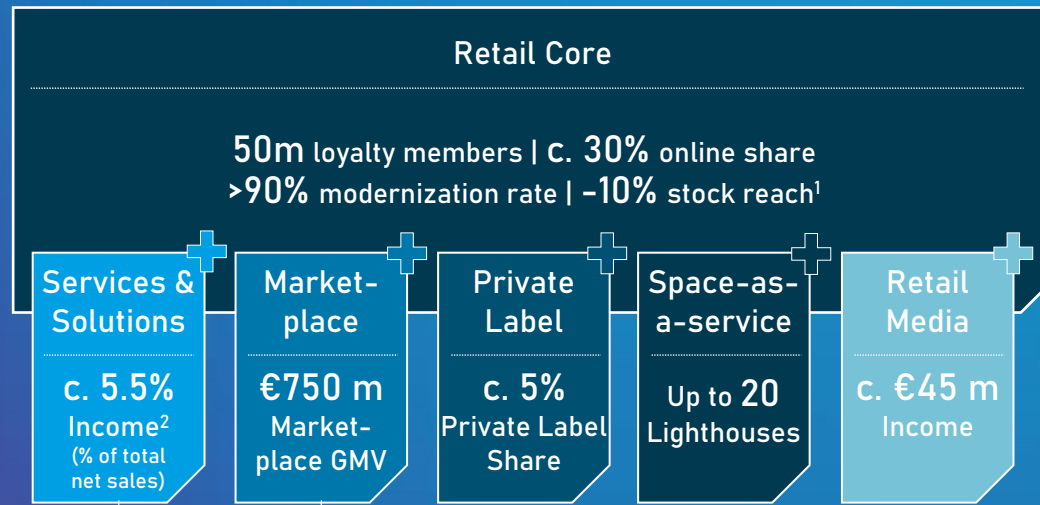 Retail Core
50m loyalty members | c. 30% online share
>90% modernization rate | -10% stock reach¹
Services &
Solutions
c. 5.5%
Income²
(% of total
net sales)
Market-
place
€750 m
Market-
place GMV
Private
Label
c. 5%
Private Label
Share
Space-as-
a-service
Up to 20
Lighthouses
Retail
Media
c. €45 m
Income